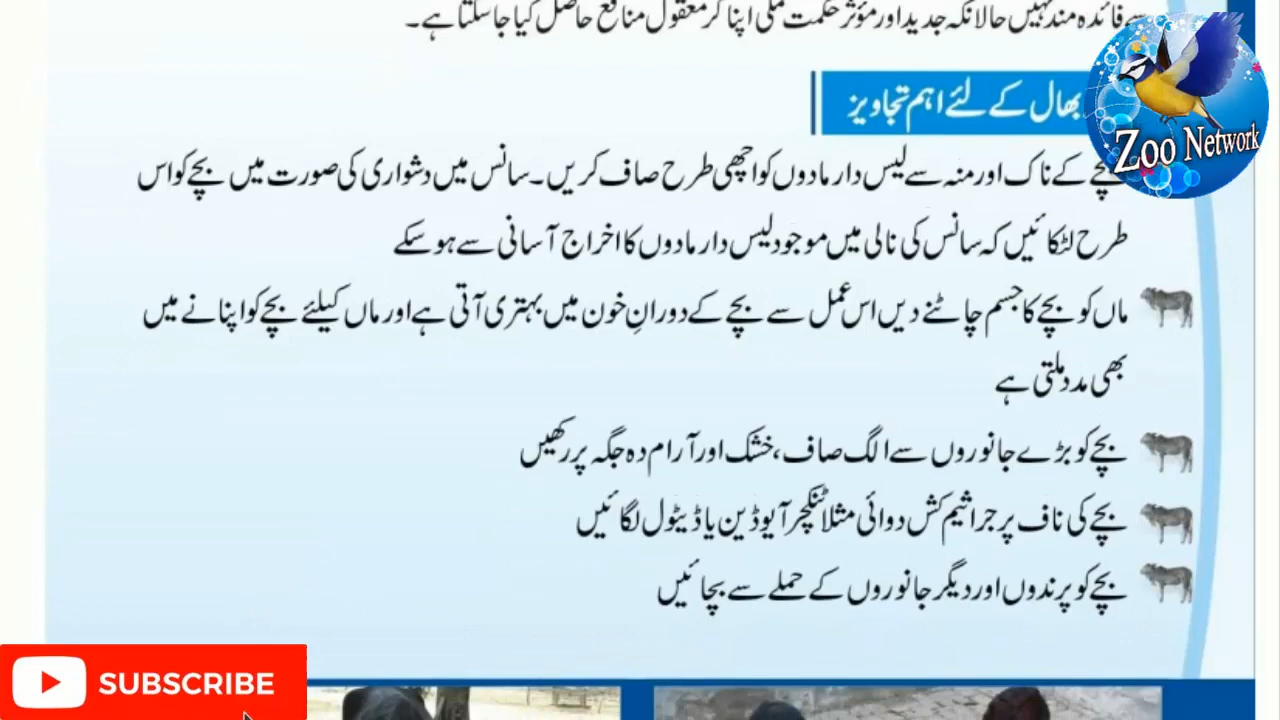 فائدہ مند نہیں حالانکہ جدید اور مؤثر حکمت عملی اپنا کر معقول منافع حاصل کیا جا سکتا ہے۔
بھال کے لئے اہم تجاویز
Zoo Network
بچے کے ناک اور منہ سے لیس دار مادوں کو اچھی طرح صاف کریں۔ سانس میں دشواری کی صورت میں بچے کو اس
طرح لٹکائیں کہ سانس کی نالی میں موجود لیس دار مادوں کا اخراج آسانی سے ہو سکے
ماں کو بچے کا جسم چاٹنے دیں اس عمل سے بچے کے دورانِ خون میں بہتری آتی ہے اور ماں کیلئے بچے کو اپنانے میں
بھی مدد ملتی ہے
بچے کو بڑے جانوروں سے الگ صاف، خشک اور آرام دہ جگہ پر رکھیں
بچے کی ناف پر جراثیم کش دوائی مثلا ٹنکچر آیوڈین یا ڈیٹول لگائیں
بچے کو پرندوں اور دیگر جانوروں کے حملے سے بچائیں
SUBSCRIBE